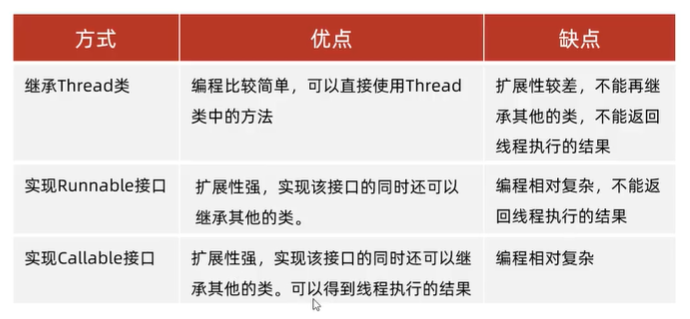 方式 优点 缺点
继承Thread类
编程比较简单，可以直接使用Thread
类中的方法
扩展性较差，不能再继
承其他的类，不能返回
线程执行的结果
实现Runnable接口
扩展性强，实现该接口的同时还可以
继承其他的类。
编程相对复杂，不能返
回线程执行的结果
实现Callable接口
扩展性强，实现该接口的同时还可以继
承其他的类。可以得到线程执行的结果
编程相对复杂